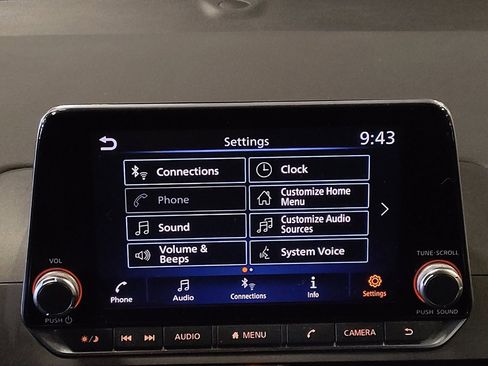 Settings
9:43
Connections
Clock
Phone
Customize Home
Menu
Sound
Customize Audio
Sources
Volume &
Beeps
System Voice
VOL
TUNE·SCROLL
Phone
Audio
Connections
Info
Settings
PUSH
PUSH SOUND
AUDIO
MENU
CAMERA